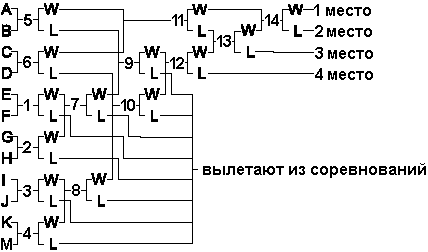 A 5 W 11 W 14 W 1 место
B L L 13 W L 2 место
C 6 W 9 W 12 W L 3 место
D L L L 4 место
E 1 W 7 W 10 W
F L L L
G 2 W
H L вылетают из соревнований
I 3 W 8 W
J L L
K 4 W
M L